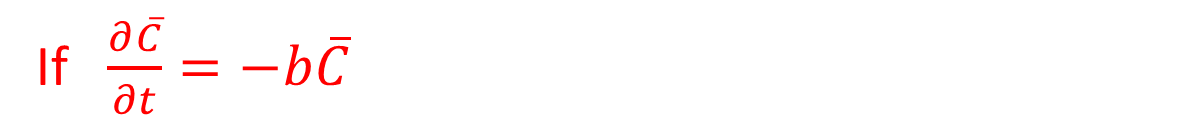 If ∂C̄/∂t = −bC̄